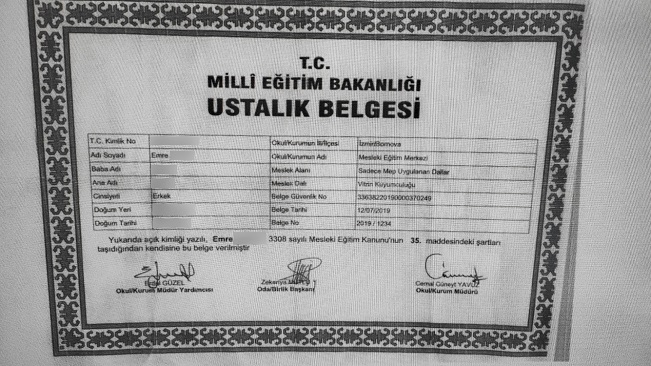 T.C.
MİLLÎ EĞİTİM BAKANLIĞI
USTALIK BELGESİ
T.C. Kimlik No Okul/Kurumun İli/İlçesi İzmir/Bornova
Adı Soyadı Emre Okul/Kurumun Adı Mesleki Eğitim Merkezi
Baba Adı Meslek Alanı Sadece Mep Uygulanan Dallar
Ana Adı Meslek Dalı Vitrin Kuyumculuğu
Cinsiyeti Erkek Belge Güvenlik No 33638220190000370249
Doğum Yeri Belge Tarihi 12/07/2019
Doğum Tarihi Belge No 2019 / 1234
Yukarıda açık kimliği yazılı, Emre 3308 sayılı Mesleki Eğitim Kanunu'nun 35. maddesindeki şartları
taşıdığından kendisine bu belge verilmiştir
GÜZEL Zekeriya Cemal Güneyt YAVUZ
Okul/Kurum Müdür Yardımcısı Oda/Birlik Başkanı Okul/Kurum Müdürü